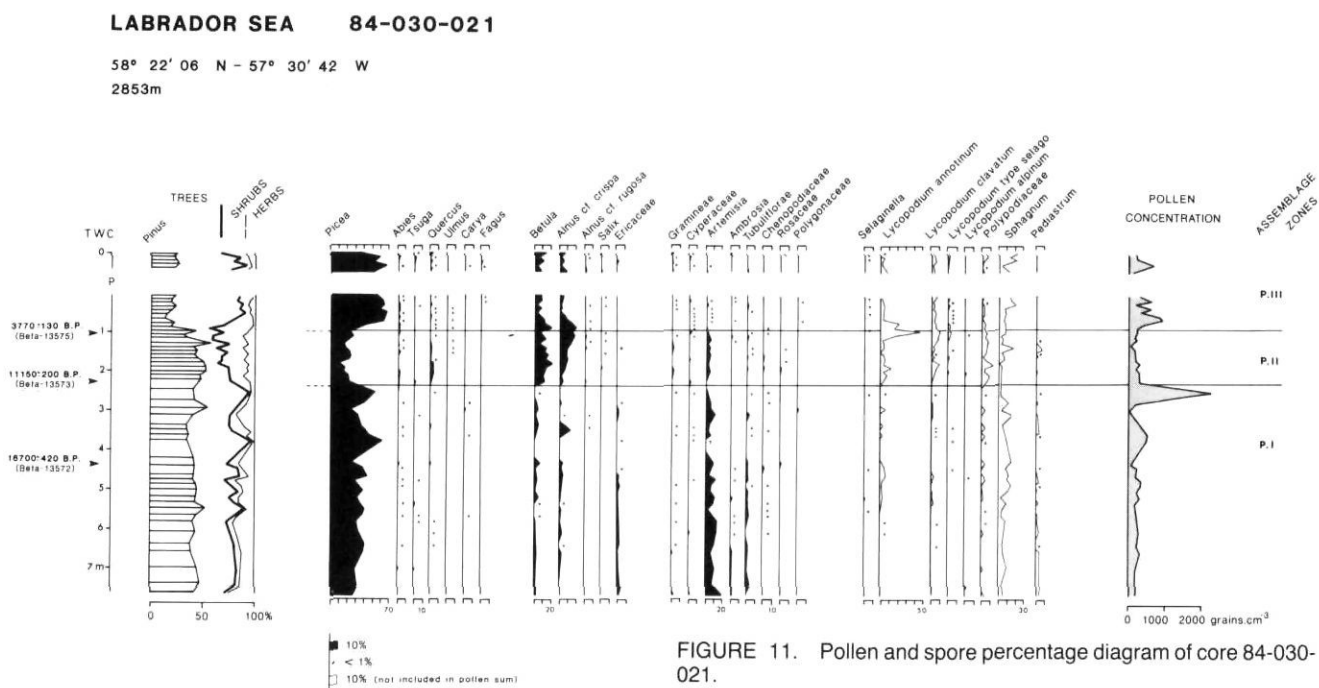 LABRADOR SEA 84-030-021
58° 22' 06 N - 57° 30' 42 W
2853m
TREES
SHRUBS
HERBS
Pinus
Picea
Abies
Tsuga
Quercus
Ulmus
Carya
Fagus
Betula
Alnus cf. crispa
Alnus cf. rugosa
Salix
Ericaceae
Gramineae
Cyperaceae
Artemisia
Ambrosia
Tubuliflorae
Chenopodiaceae
Rosaceae
Polygonaceae
Selaginella
Lycopodium annotinum
Lycopodium clavatum
Lycopodium type selago
Lycopodium alpinum
Polypodiaceae
Sphagnum
Pediastrum
POLLEN
CONCENTRATION
ASSEMBLAGE
ZONES
TWC
0
P
1
2
3
4
5
6
7 m
3770-130 B.P.
(Beta-13575)
11150-200 B.P.
(Beta-13573)
16700-420 B.P.
(Beta-13572)
P.III
P.II
P.I
0 50 100%
70 10 20 20 10 30 30
0 1000 2000 grains.cm-3
10%
< 1%
10% (not included in pollen sum)
FIGURE 11. Pollen and spore percentage diagram of core 84-030-
021.